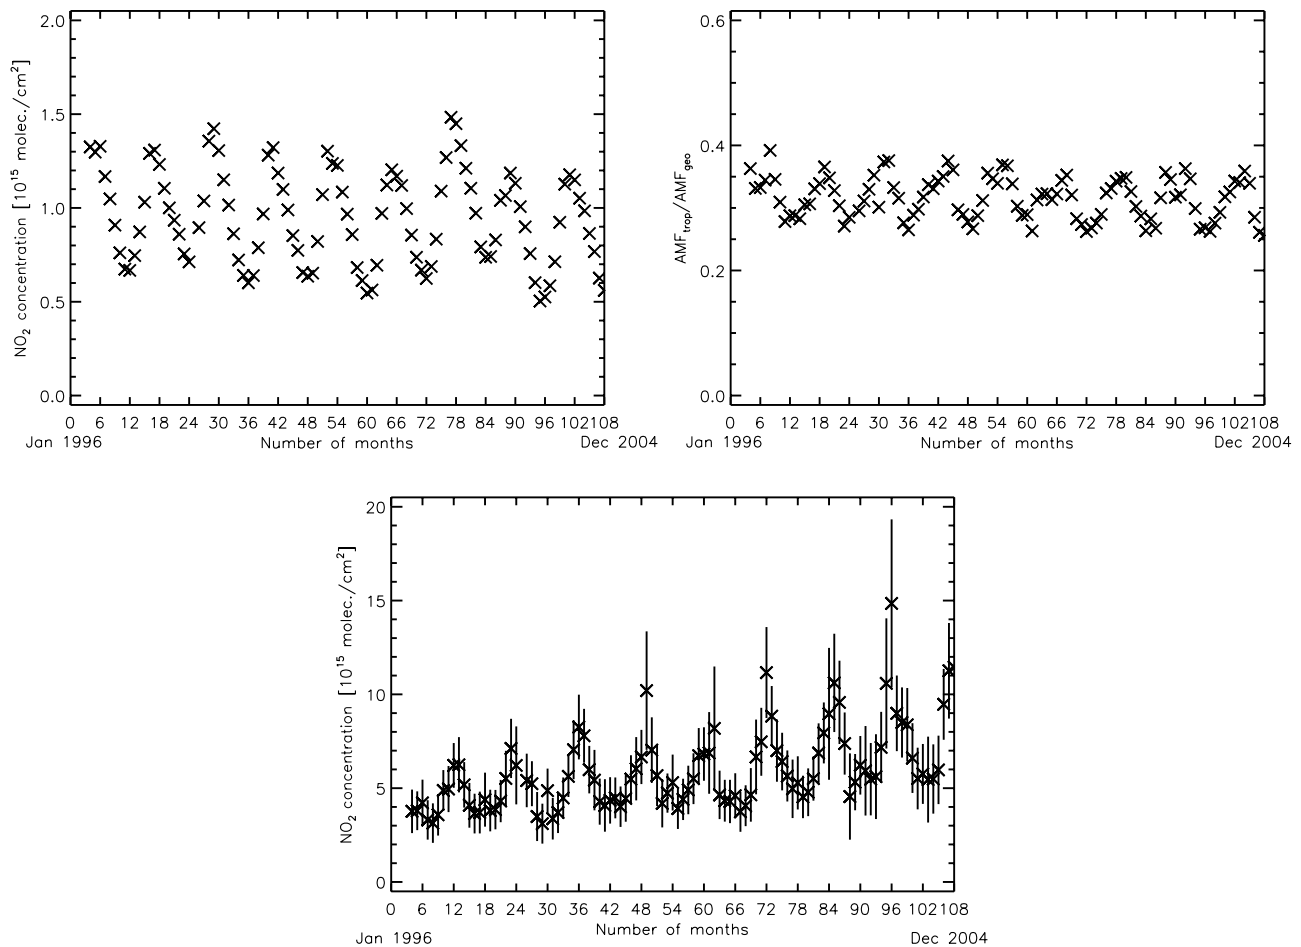 2.0
1.5
1.0
0.5
0.0
NO2 concentration [10^15 molec./cm^2]
0 6 12 18 24 30 36 42 48 54 60 66 72 78 84 90 96 102108
Jan 1996 Number of months Dec 2004
0.6
0.4
0.2
0.0
AMFtrop/AMFgeo
0 6 12 18 24 30 36 42 48 54 60 66 72 78 84 90 96 102108
Jan 1996 Number of months Dec 2004
20
15
10
5
0
NO2 concentration [10^15 molec./cm^2]
0 6 12 18 24 30 36 42 48 54 60 66 72 78 84 90 96 102108
Number of months
Jan 1996 Dec 2004